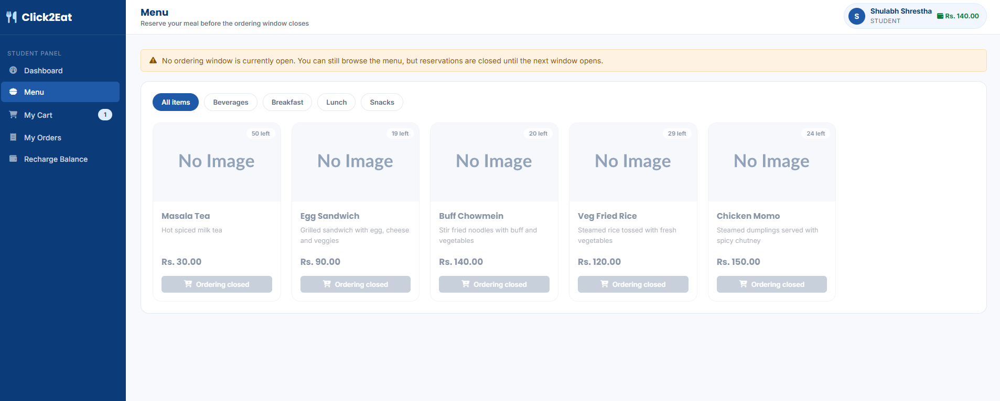 Click2Eat
STUDENT PANEL
Dashboard
Menu
My Cart
1
My Orders
Recharge Balance
Menu
Reserve your meal before the ordering window closes
S
Shulabh Shrestha
STUDENT
Rs. 140.00
No ordering window is currently open. You can still browse the menu, but reservations are closed until the next window opens.
All items
Beverages
Breakfast
Lunch
Snacks
50 left
No Image
Masala Tea
Hot spiced milk tea
Rs. 30.00
Ordering closed
19 left
No Image
Egg Sandwich
Grilled sandwich with egg, cheese
and veggies
Rs. 90.00
Ordering closed
20 left
No Image
Buff Chowmein
Stir fried noodles with buff and
vegetables
Rs. 140.00
Ordering closed
29 left
No Image
Veg Fried Rice
Steamed rice tossed with fresh
vegetables
Rs. 120.00
Ordering closed
24 left
No Image
Chicken Momo
Steamed dumplings served with
spicy chutney
Rs. 150.00
Ordering closed